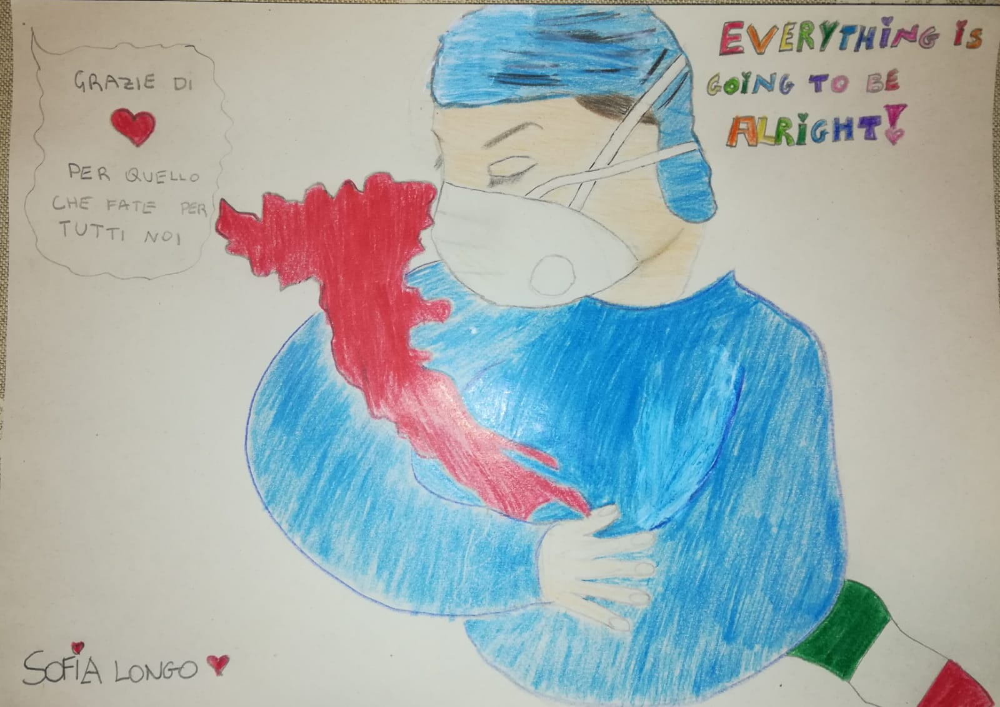 GRAZIE DI
PER QUELLO
CHE FATE PER
TUTTI NOI
EVERYTHING IS
GOING TO BE
ALRIGHT!
SOFIA LONGO